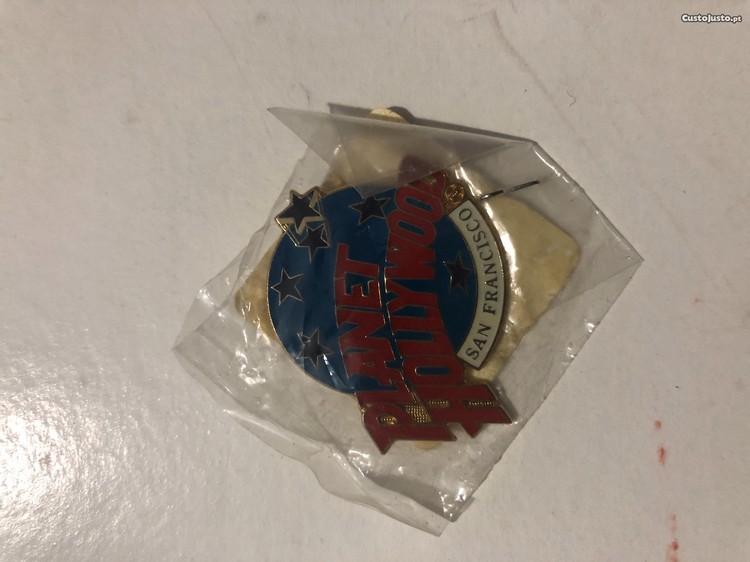 CustoJusto.pt
PLANET
HOLLYWOOD
SAN FRANCISCO